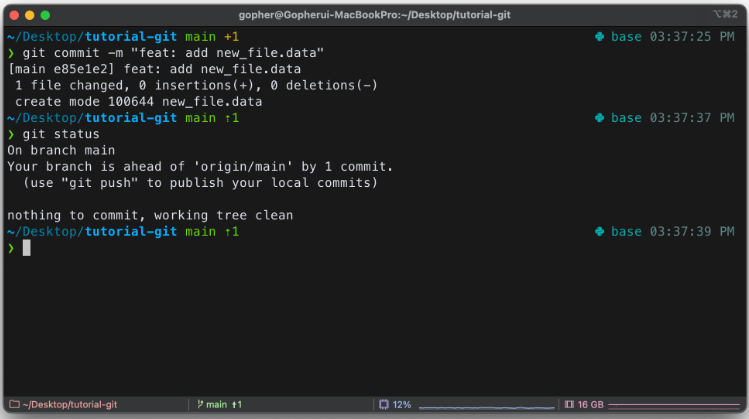 gopher@Gopherui-MacBookPro:~/Desktop/tutorial-git ⌥⌘2
~/Desktop/tutorial-git main +1 base 03:37:25 PM
❯ git commit -m "feat: add new_file.data"
[main e85e1e2] feat: add new_file.data
1 file changed, 0 insertions(+), 0 deletions(-)
create mode 100644 new_file.data
~/Desktop/tutorial-git main ↑1 base 03:37:37 PM
❯ git status
On branch main
Your branch is ahead of 'origin/main' by 1 commit.
(use "git push" to publish your local commits)
nothing to commit, working tree clean
~/Desktop/tutorial-git main ↑1 base 03:37:39 PM
❯
~/Desktop/tutorial-git main ↑1 12% 16 GB